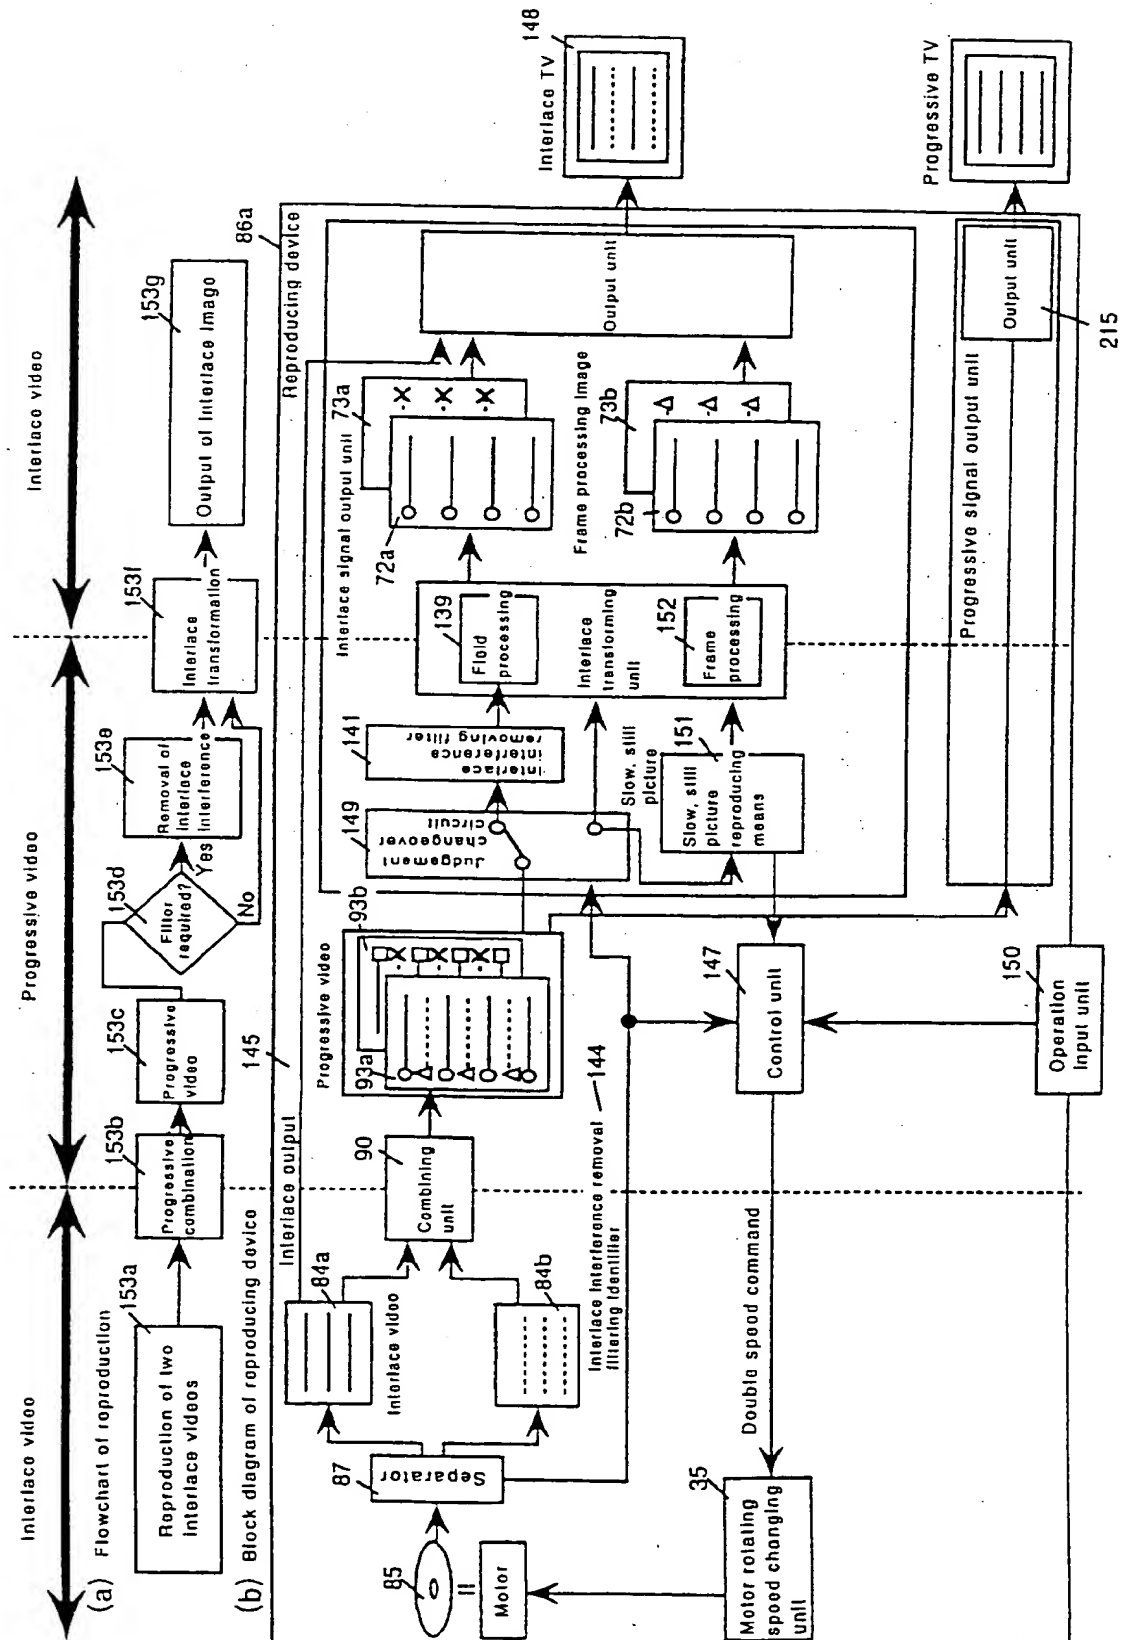 Interlace video
Progressive video
Interlace video
(a) Flowchart of reproduction
153a
Reproduction of two
interlace videos
153b
Progressive
combination
153c
Progressive
video
153d
Filter
required?
Yes
No
153e
Removal of
Interlace
Interference
153f
Interlace
transformation
153g
Output of Interlace Image
(b) Block diagram of reproducing device
145
86a
Reproducing device
Interlace output
85
Motor
87
Separator
84a
Interlace video
84b
90
Combining
unit
Progressive video
93a
93b
Interlace Interference removal
filtering Identifier
144
149
Judgement
changeover
circuit
141
interlace
interference
removing filter
Slow, still
picture
151
Slow, still
picture
reproducing
means
Interlace signal output unit
139
Field
processing
Interlace
transforming
unit
152
Frame
processing
72a
73a
Frame processing Image
72b
73b
Output unit
Interlace TV
148
Progressive TV
Progressive signal output unit
Output unit
215
147
Control unit
150
Operation
Input unit
Double speed command
35
Motor rotating
speed changing
unit